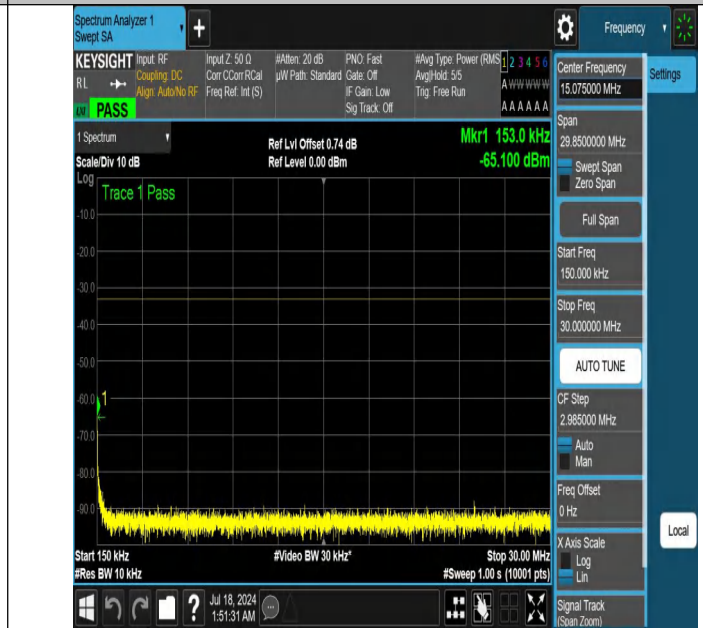 Spectrum Analyzer 1
Swept SA
+
Frequency
KEYSIGHT
RL
PASS
Input: RF
Coupling: DC
Align: Auto/No RF
Input Z: 50 Ω
Corr CCorr RCal
Freq Ref: Int (S)
#Atten: 20 dB
µW Path: Standard
PNO: Fast
Gate: Off
IF Gain: Low
Sig Track: Off
#Avg Type: Power (RMS
Avg|Hold: 5/5
Trig: Free Run
1 2 3 4 5 6
A W W W W W
A A A A A A
1 Spectrum
Scale/Div 10 dB
Ref Lvl Offset 0.74 dB
Ref Level 0.00 dBm
Mkr1 153.0 kHz
-65.100 dBm
Log
Trace 1 Pass
-10.0
-20.0
-30.0
-40.0
-50.0
-60.0
1
-70.0
-80.0
-90.0
Start 150 kHz
#Res BW 10 kHz
#Video BW 30 kHz*
Stop 30.00 MHz
#Sweep 1.00 s (10001 pts)
Jul 18, 2024
1:51:31 AM
?
Center Frequency
15.075000 MHz
Settings
Span
29.8500000 MHz
Swept Span
Zero Span
Full Span
Start Freq
150.000 kHz
Stop Freq
30.000000 MHz
AUTO TUNE
CF Step
2.985000 MHz
Auto
Man
Freq Offset
0 Hz
Local
X Axis Scale
Log
Lin
Signal Track
(Span Zoom)